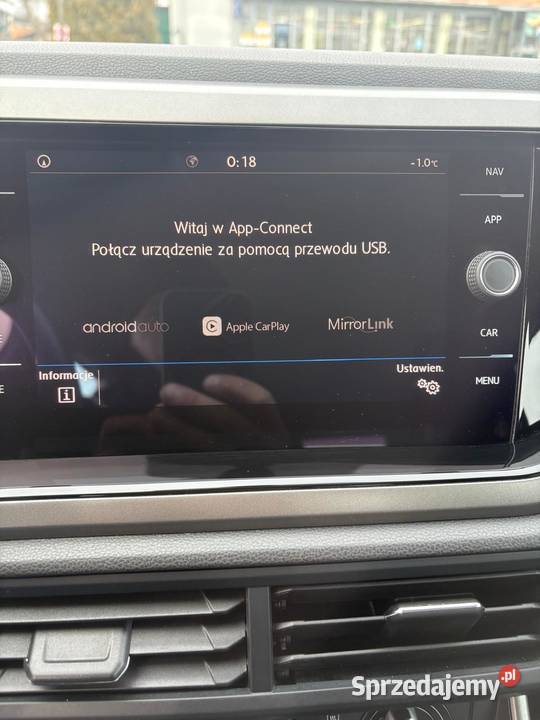 0:18
-1.0°C
NAV
APP
Witaj w App-Connect
Połącz urządzenie za pomocą przewodu USB.
androidauto
Apple CarPlay
MirrorLink
CAR
Informacje
Ustawien.
MENU
E
E
Sprzedajemy.pl